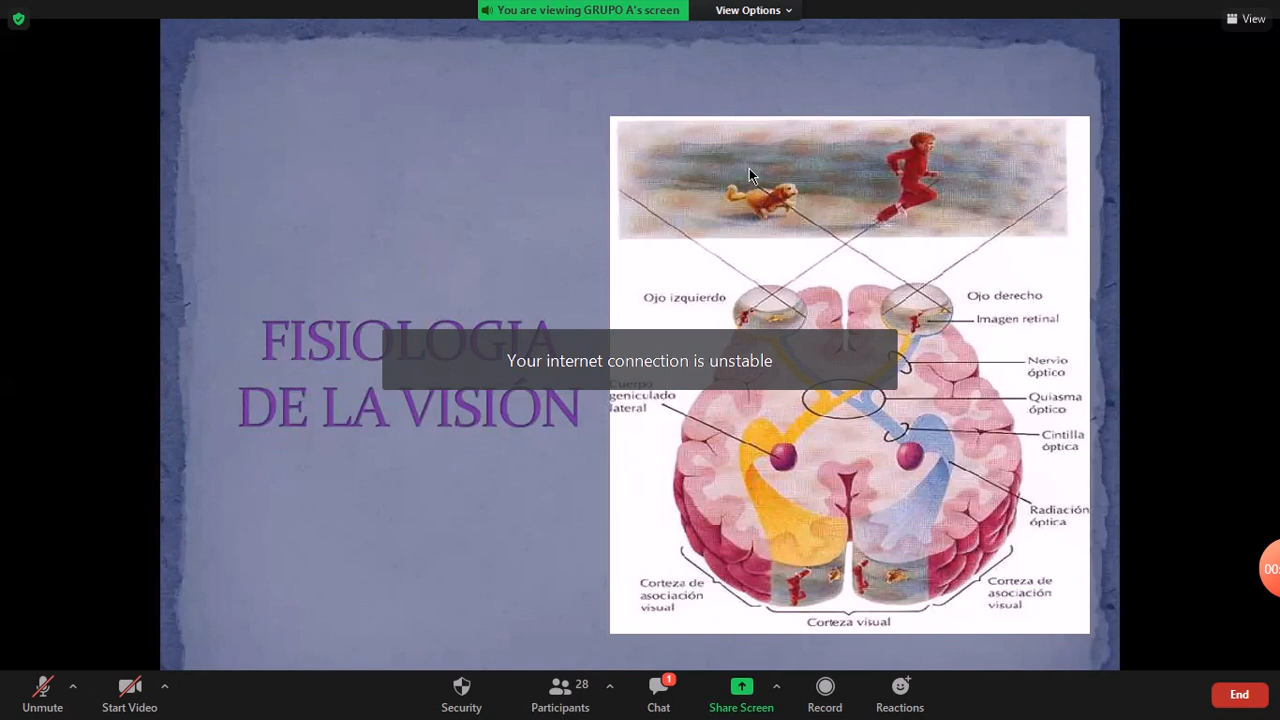 You are viewing GRUPO A's screen
View Options
View
Ojo izquierdo
Ojo derecho
Imagen retinal
FISIOLOGIA
DE LA VISIÓN
Your internet connection is unstable
Nervio
óptico
Cuerpo
geniculado
lateral
Quiasma
óptico
Cintilla
óptica
Radiación
óptica
Corteza de
asociación
visual
Corteza de
asociación
visual
Corteza visual
00:
Unmute
Start Video
Security
28
Participants
1
Chat
Share Screen
Record
Reactions
End